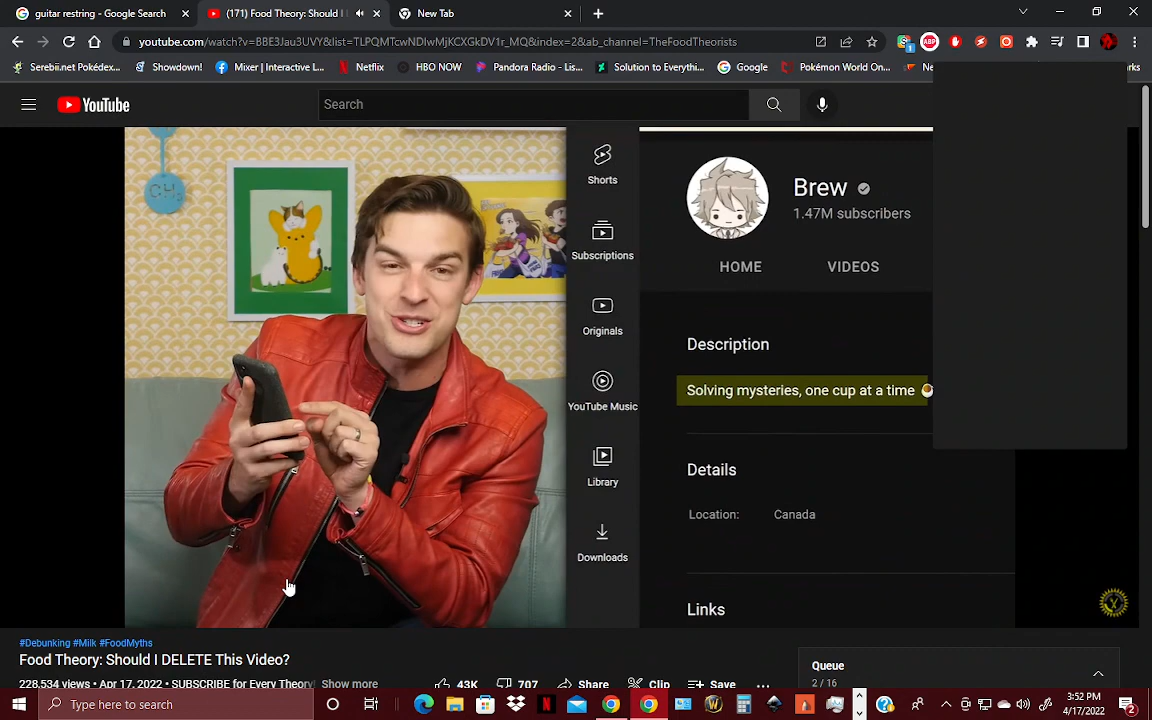 guitar restring - Google Search
(171) Food Theory: Should I
New Tab
youtube.com/watch?v=BBE3Jau3UVY&list=TLPQMTcwNDIwMjKCXGkDV1r_MQ&index=2&ab_channel=TheFoodTheorists
Serebii.net Pokédex...
Showdown!
Mixer | Interactive L...
Netflix
HBO NOW
Pandora Radio - Lis...
Solution to Everythi...
Google
Pokémon World On...
YouTube
Search
CH₃
Shorts
Subscriptions
Originals
YouTube Music
Library
Downloads
Brew
1.47M subscribers
HOME VIDEOS
Description
Solving mysteries, one cup at a time
Details
Location: Canada
Links
#Debunking #Milk #FoodMyths
Food Theory: Should I DELETE This Video?
228,534 views • Apr 17, 2022 • SUBSCRIBE for Every Theory
Show more
43K
707
Share
Clip
Save
Queue
2 / 16
Type here to search
3:52 PM
4/17/2022
2